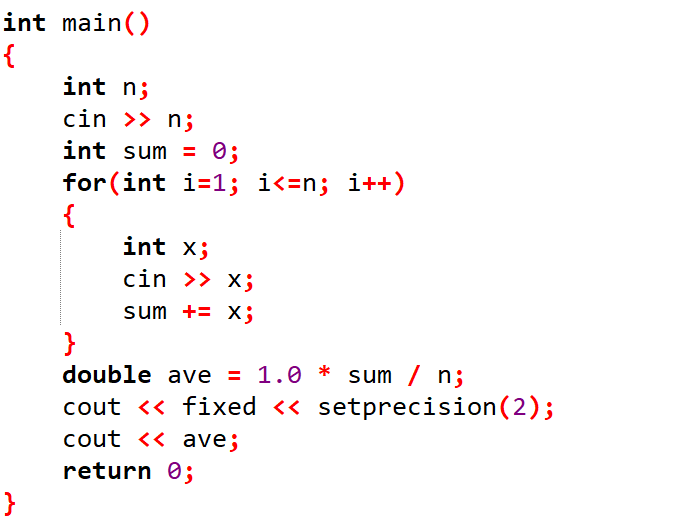 int main()
{
    int n;
    cin >> n;
    int sum = 0;
    for(int i=1; i<=n; i++)
    {
        int x;
        cin >> x;
        sum += x;
    }
    double ave = 1.0 * sum / n;
    cout << fixed << setprecision(2);
    cout << ave;
    return 0;
}